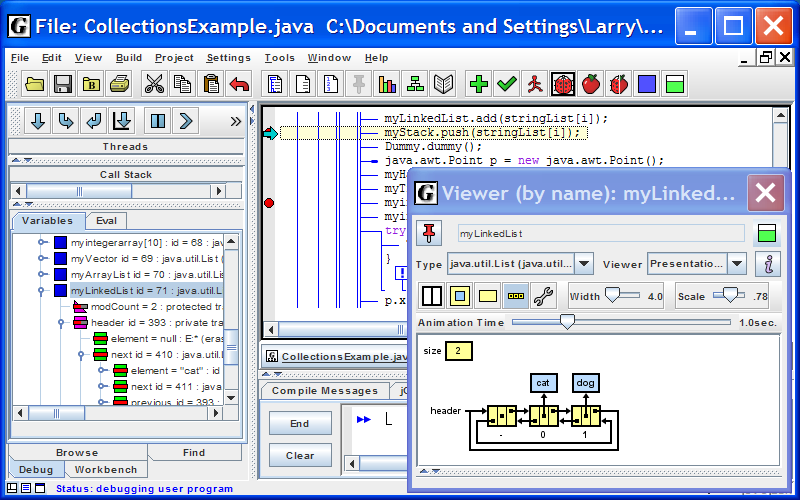 File: CollectionsExample.java C:\Documents and Settings\Larry\...
File Edit View Build Project Settings Tools Window Help
Threads
Call Stack
Variables Eval
myintegerarray[10] : id = 68 : jav
myVector = id = 69 : java.util.List (
myArrayList id = 70 : java.util.List
myLinkedList id = 71 : java.util.L
modCount = 2 : protected tra
header id = 393 : private tra
element = null : E:* (eras
next id = 410 : java.util
element = "cat" : id
next id = 411 : java
previous id = 393 :
Browse Find
Debug Workbench
Status: debugging user program
myLinkedList.add(stringList[i]);
myStack.push(stringList[i]);
Dummy.dummy();
java.awt.Point p = new java.awt.Point();
myH
myT
myi
myin
try
}
p.x
CollectionsExample.jav
Compile Messages jG
End
Clear
Viewer (by name): myLinked...
myLinkedList
Type java.util.List (java.util.... Viewer Presentatio...
Width 4.0 Scale .78
Animation Time 1.0sec.
size 2
cat dog
header
- 0 1